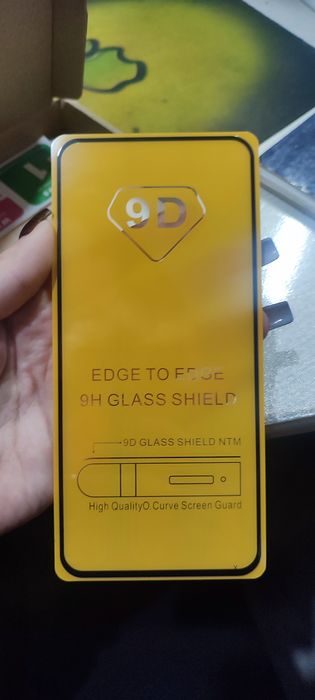 9D
EDGE TO EDGE
9H GLASS SHIELD
9D GLASS SHIELD NTM
High QualityO.Curve Screen Guard
x